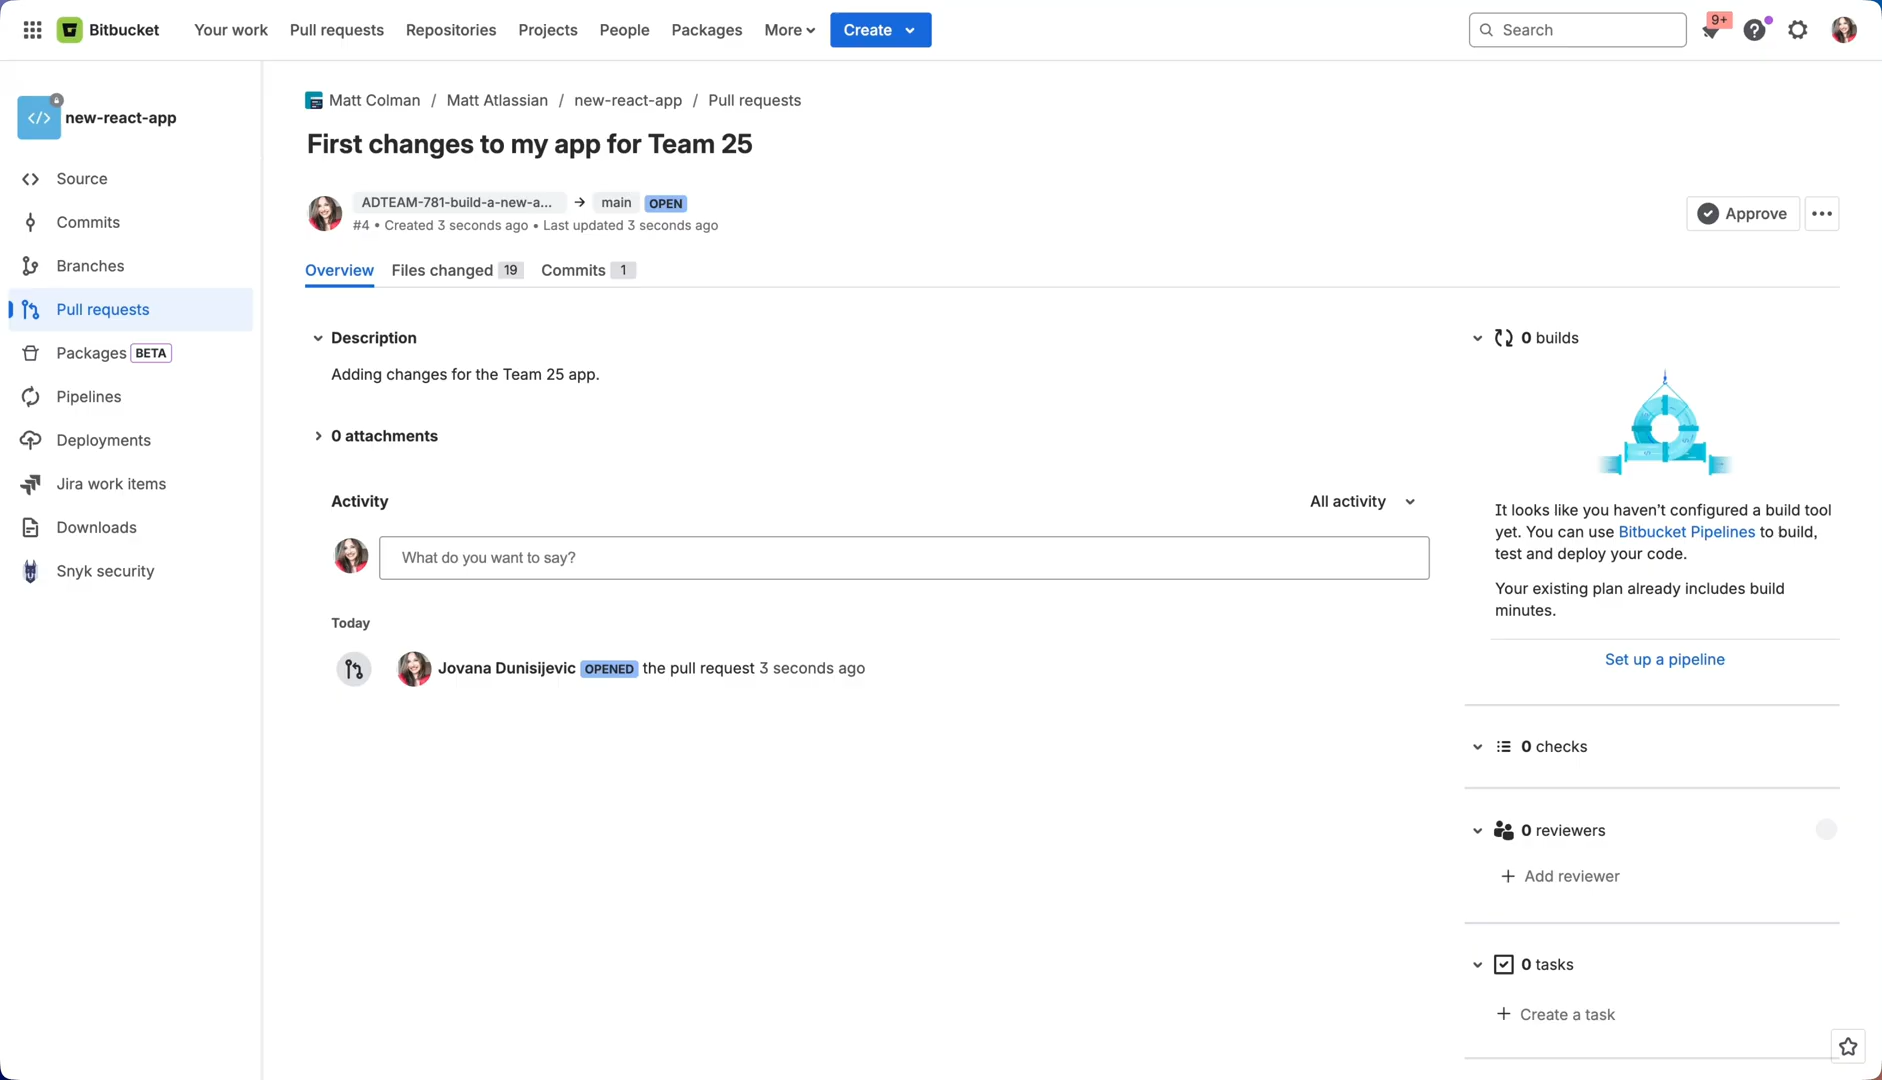 Bitbucket
Your work
Pull requests
Repositories
Projects
People
Packages
More
Create
Search
9+
new-react-app
Source
Commits
Branches
Pull requests
Packages BETA
Pipelines
Deployments
Jira work items
Downloads
Snyk security
Matt Colman / Matt Atlassian / new-react-app / Pull requests
First changes to my app for Team 25
ADTEAM-781-build-a-new-a... → main OPEN
#4 • Created 3 seconds ago • Last updated 3 seconds ago
Approve
Overview
Files changed 19
Commits 1
Description
Adding changes for the Team 25 app.
0 attachments
Activity
All activity
What do you want to say?
Today
Jovana Dunisijevic OPENED the pull request 3 seconds ago
0 builds
It looks like you haven't configured a build tool
yet. You can use Bitbucket Pipelines to build,
test and deploy your code.
Your existing plan already includes build
minutes.
Set up a pipeline
0 checks
0 reviewers
+ Add reviewer
0 tasks
+ Create a task